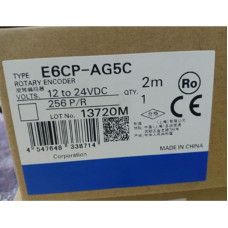 TYPE E6CP-AG5C
ROTARY ENCODER 2m
VOLTS. 12 to 24VDC QTY.
256 P/R 1
LOT No. 13720M
4 547648 338714
Corporation
MADE IN CHINA
Ro